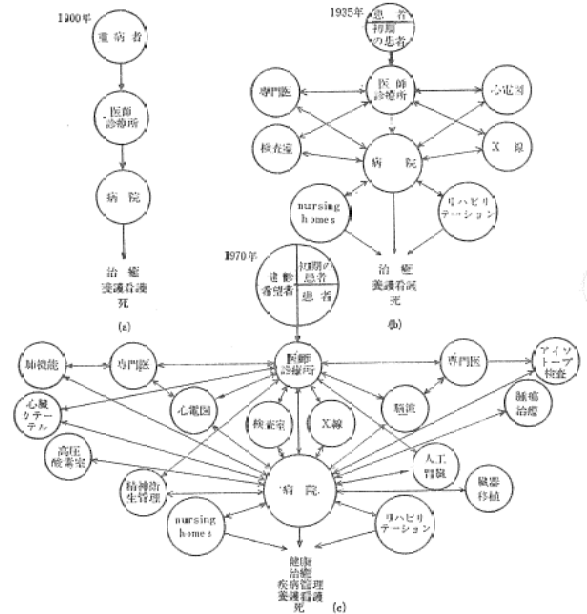 1900年
重病者
医師
診療所
病院
治癒
養護看護
死
(a)
1935年
患者
初期
の患者
医師
診療所
専門医
心電図
検査室
X線
病院
nursing
homes
リハビリ
テーション
治癒
養護看護
死
(b)
1970年
初期の
患者
希望者
患者
医師
診療所
肺機能
専門医
専門医
アイソ
トープ
検査
心臓
カテー
テル
心電図
検査室
X線
脳波
腫瘍
治療
高圧
酸素室
精神衛
生管理
病院
人工
腎臓
臓器
移植
nursing
homes
リハビリ
テーション
健康
治癒
疾病管理
養護看護
死
(c)